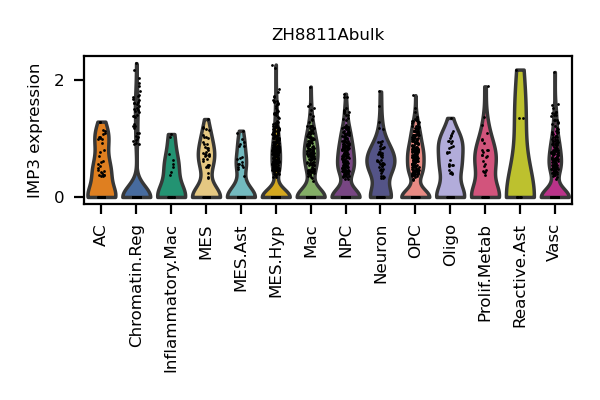 ZH8811Abulk
IMP3 expression
2
0
AC
Chromatin.Reg
Inflammatory.Mac
MES
MES.Ast
MES.Hyp
Mac
NPC
Neuron
OPC
Oligo
Prolif.Metab
Reactive.Ast
Vasc